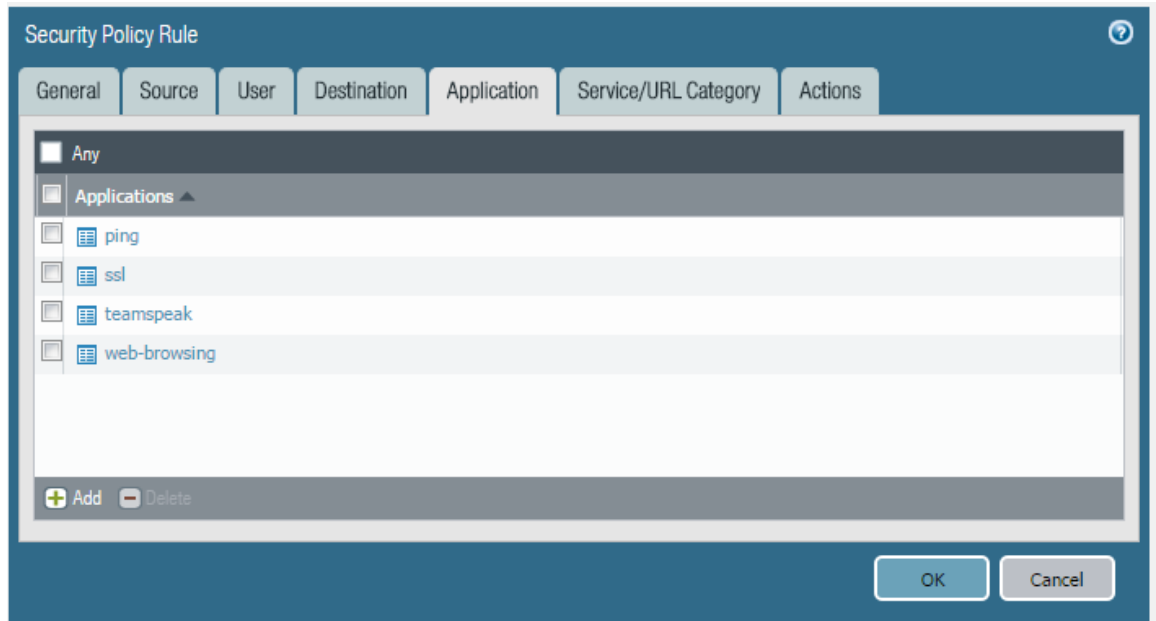 Security Policy Rule ?
General Source User Destination Application Service/URL Category Actions
Any
Applications
ping
ssl
teamspeak
web-browsing
Add Delete
OK Cancel